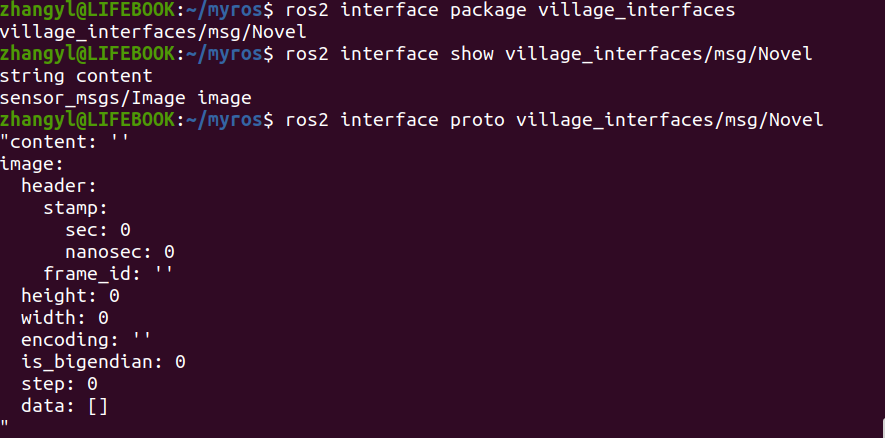 zhangyl@LIFEBOOK:~/myros$ ros2 interface package village_interfaces
village_interfaces/msg/Novel
zhangyl@LIFEBOOK:~/myros$ ros2 interface show village_interfaces/msg/Novel
string content
sensor_msgs/Image image
zhangyl@LIFEBOOK:~/myros$ ros2 interface proto village_interfaces/msg/Novel
"content: ''
image:
  header:
    stamp:
      sec: 0
      nanosec: 0
    frame_id: ''
  height: 0
  width: 0
  encoding: ''
  is_bigendian: 0
  step: 0
  data: []
"